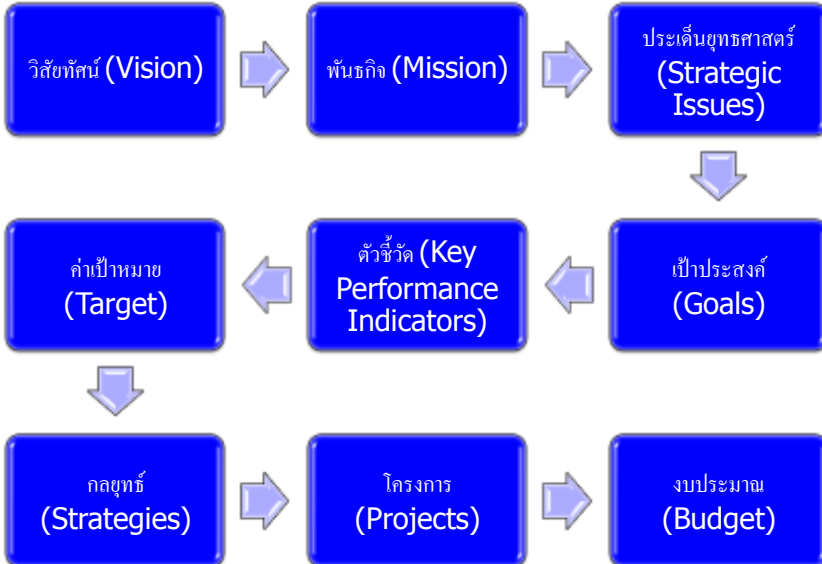 วิสัยทัศน์ (Vision)
พันธกิจ (Mission)
ประเด็นยุทธศาสตร์
(Strategic
Issues)
เป้าประสงค์
(Goals)
ตัวชี้วัด (Key
Performance
Indicators)
ค่าเป้าหมาย
(Target)
กลยุทธ์
(Strategies)
โครงการ
(Projects)
งบประมาณ
(Budget)